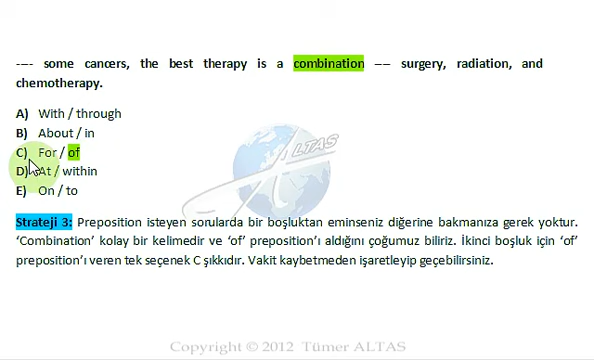 ---- some cancers, the best therapy is a combination ---- surgery, radiation, and
chemotherapy.
A) With / through
B) About / in
C) For / of
D) At / within
E) On / to
ALTAS
Strateji 3: Preposition isteyen sorularda bir boşluktan eminseniz diğerine bakmanıza gerek yoktur.
‘Combination’ kolay bir kelimedir ve ‘of’ preposition’ı aldığını çoğumuz biliriz. İkinci boşluk için ‘of’
preposition’ı veren tek seçenek C şıkkıdır. Vakit kaybetmeden işaretleyip geçebilirsiniz.
Copyright © 2012 Tümer ALTAS